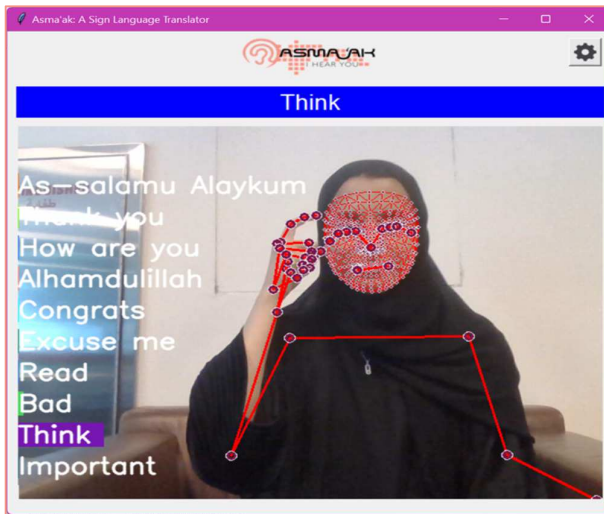 Asma'ak: A Sign Language Translator
ASMA'AK
I HEAR YOU
Think
As-salamu Alaykum
Thank you
How are you
Alhamdulillah
Congrats
Excuse me
Read
Bad
Think
Important